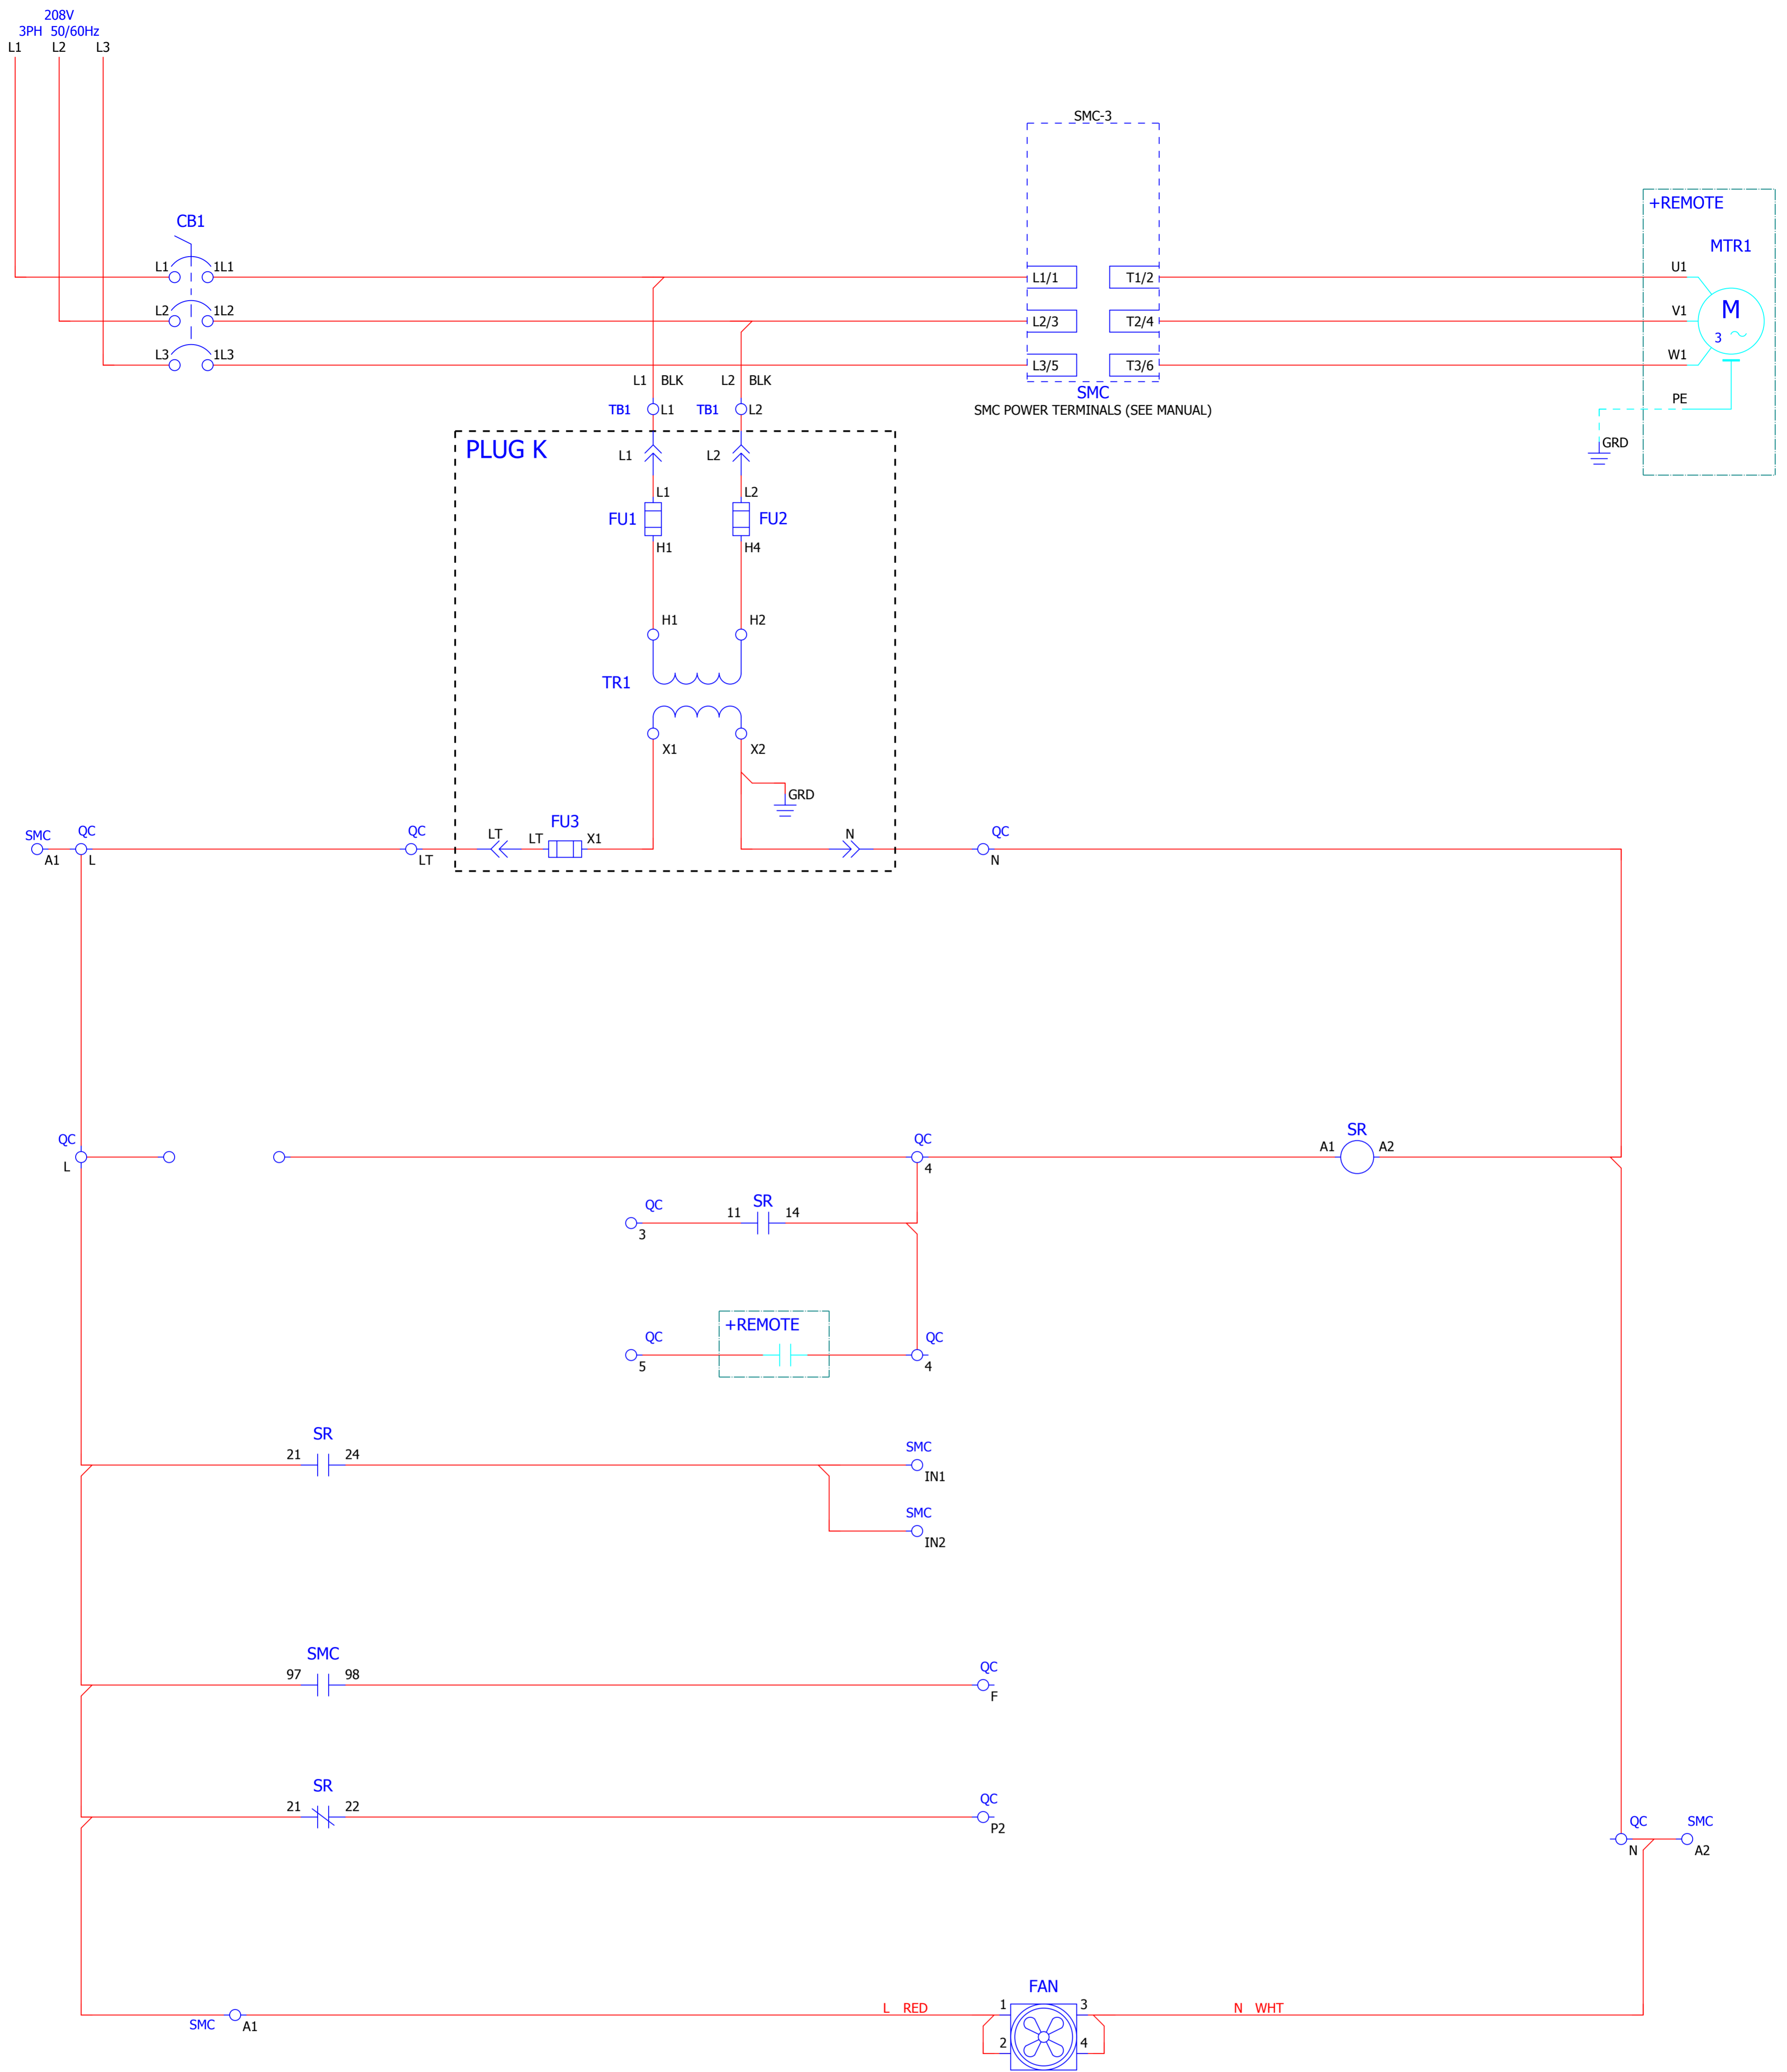 208V
3PH 50/60Hz
L1 L2 L3
SMC-3
+REMOTE
CB1
MTR1
L1 1L1 L1/1 T1/2 U1
L2 1L2 L2/3 T2/4 V1
M
3
L3 1L3 L3/5 T3/6 W1
L1 BLK L2 BLK
SMC
PE
TB1 L1 TB1 L2
SMC POWER TERMINALS (SEE MANUAL)
GRD
PLUG K
L1 L2
L1 L2
FU1 FU2
H1 H4
H1 H2
TR1
X1 X2
GRD
FU3
SMC QC QC LT LT X1 N QC
A1 L LT N
SR
QC QC A1 A2
L 4
SR
QC 11 14
3
+REMOTE
QC QC
5 4
SR
21 24 SMC
IN1
SMC
IN2
SMC
97 98 QC
F
SR
21 22 QC
P2
QC SMC
N A2
FAN
L RED 1 3 N WHT
SMC A1
2 4